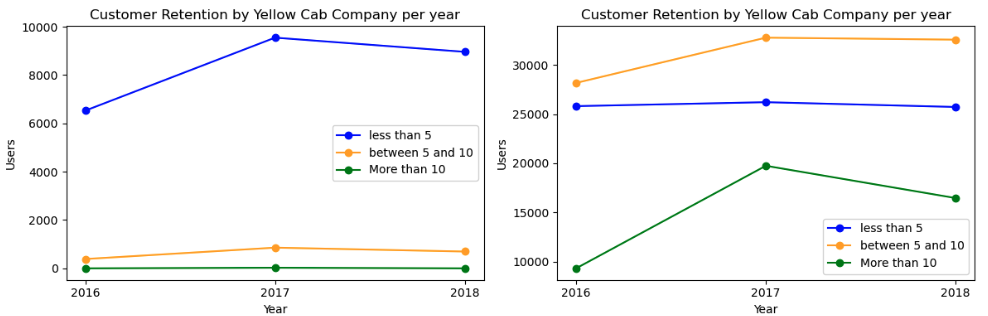 Customer Retention by Yellow Cab Company per year
10000
8000
6000
4000
2000
0
Users
less than 5
between 5 and 10
More than 10
2016
2017
2018
Year
Customer Retention by Yellow Cab Company per year
30000
25000
20000
15000
10000
Users
less than 5
between 5 and 10
More than 10
2016
2017
2018
Year